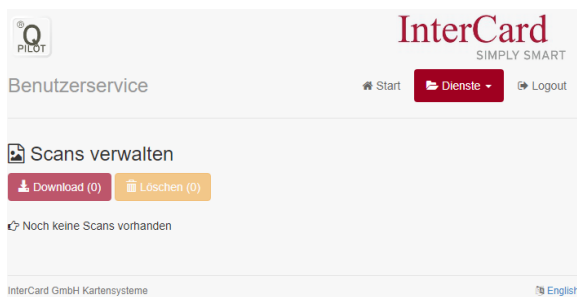 ®
Q
PILOT
InterCard
SIMPLY SMART
Benutzerservice
Start
Dienste
Logout
Scans verwalten
Download (0)
Löschen (0)
Noch keine Scans vorhanden
InterCard GmbH Kartensysteme
English